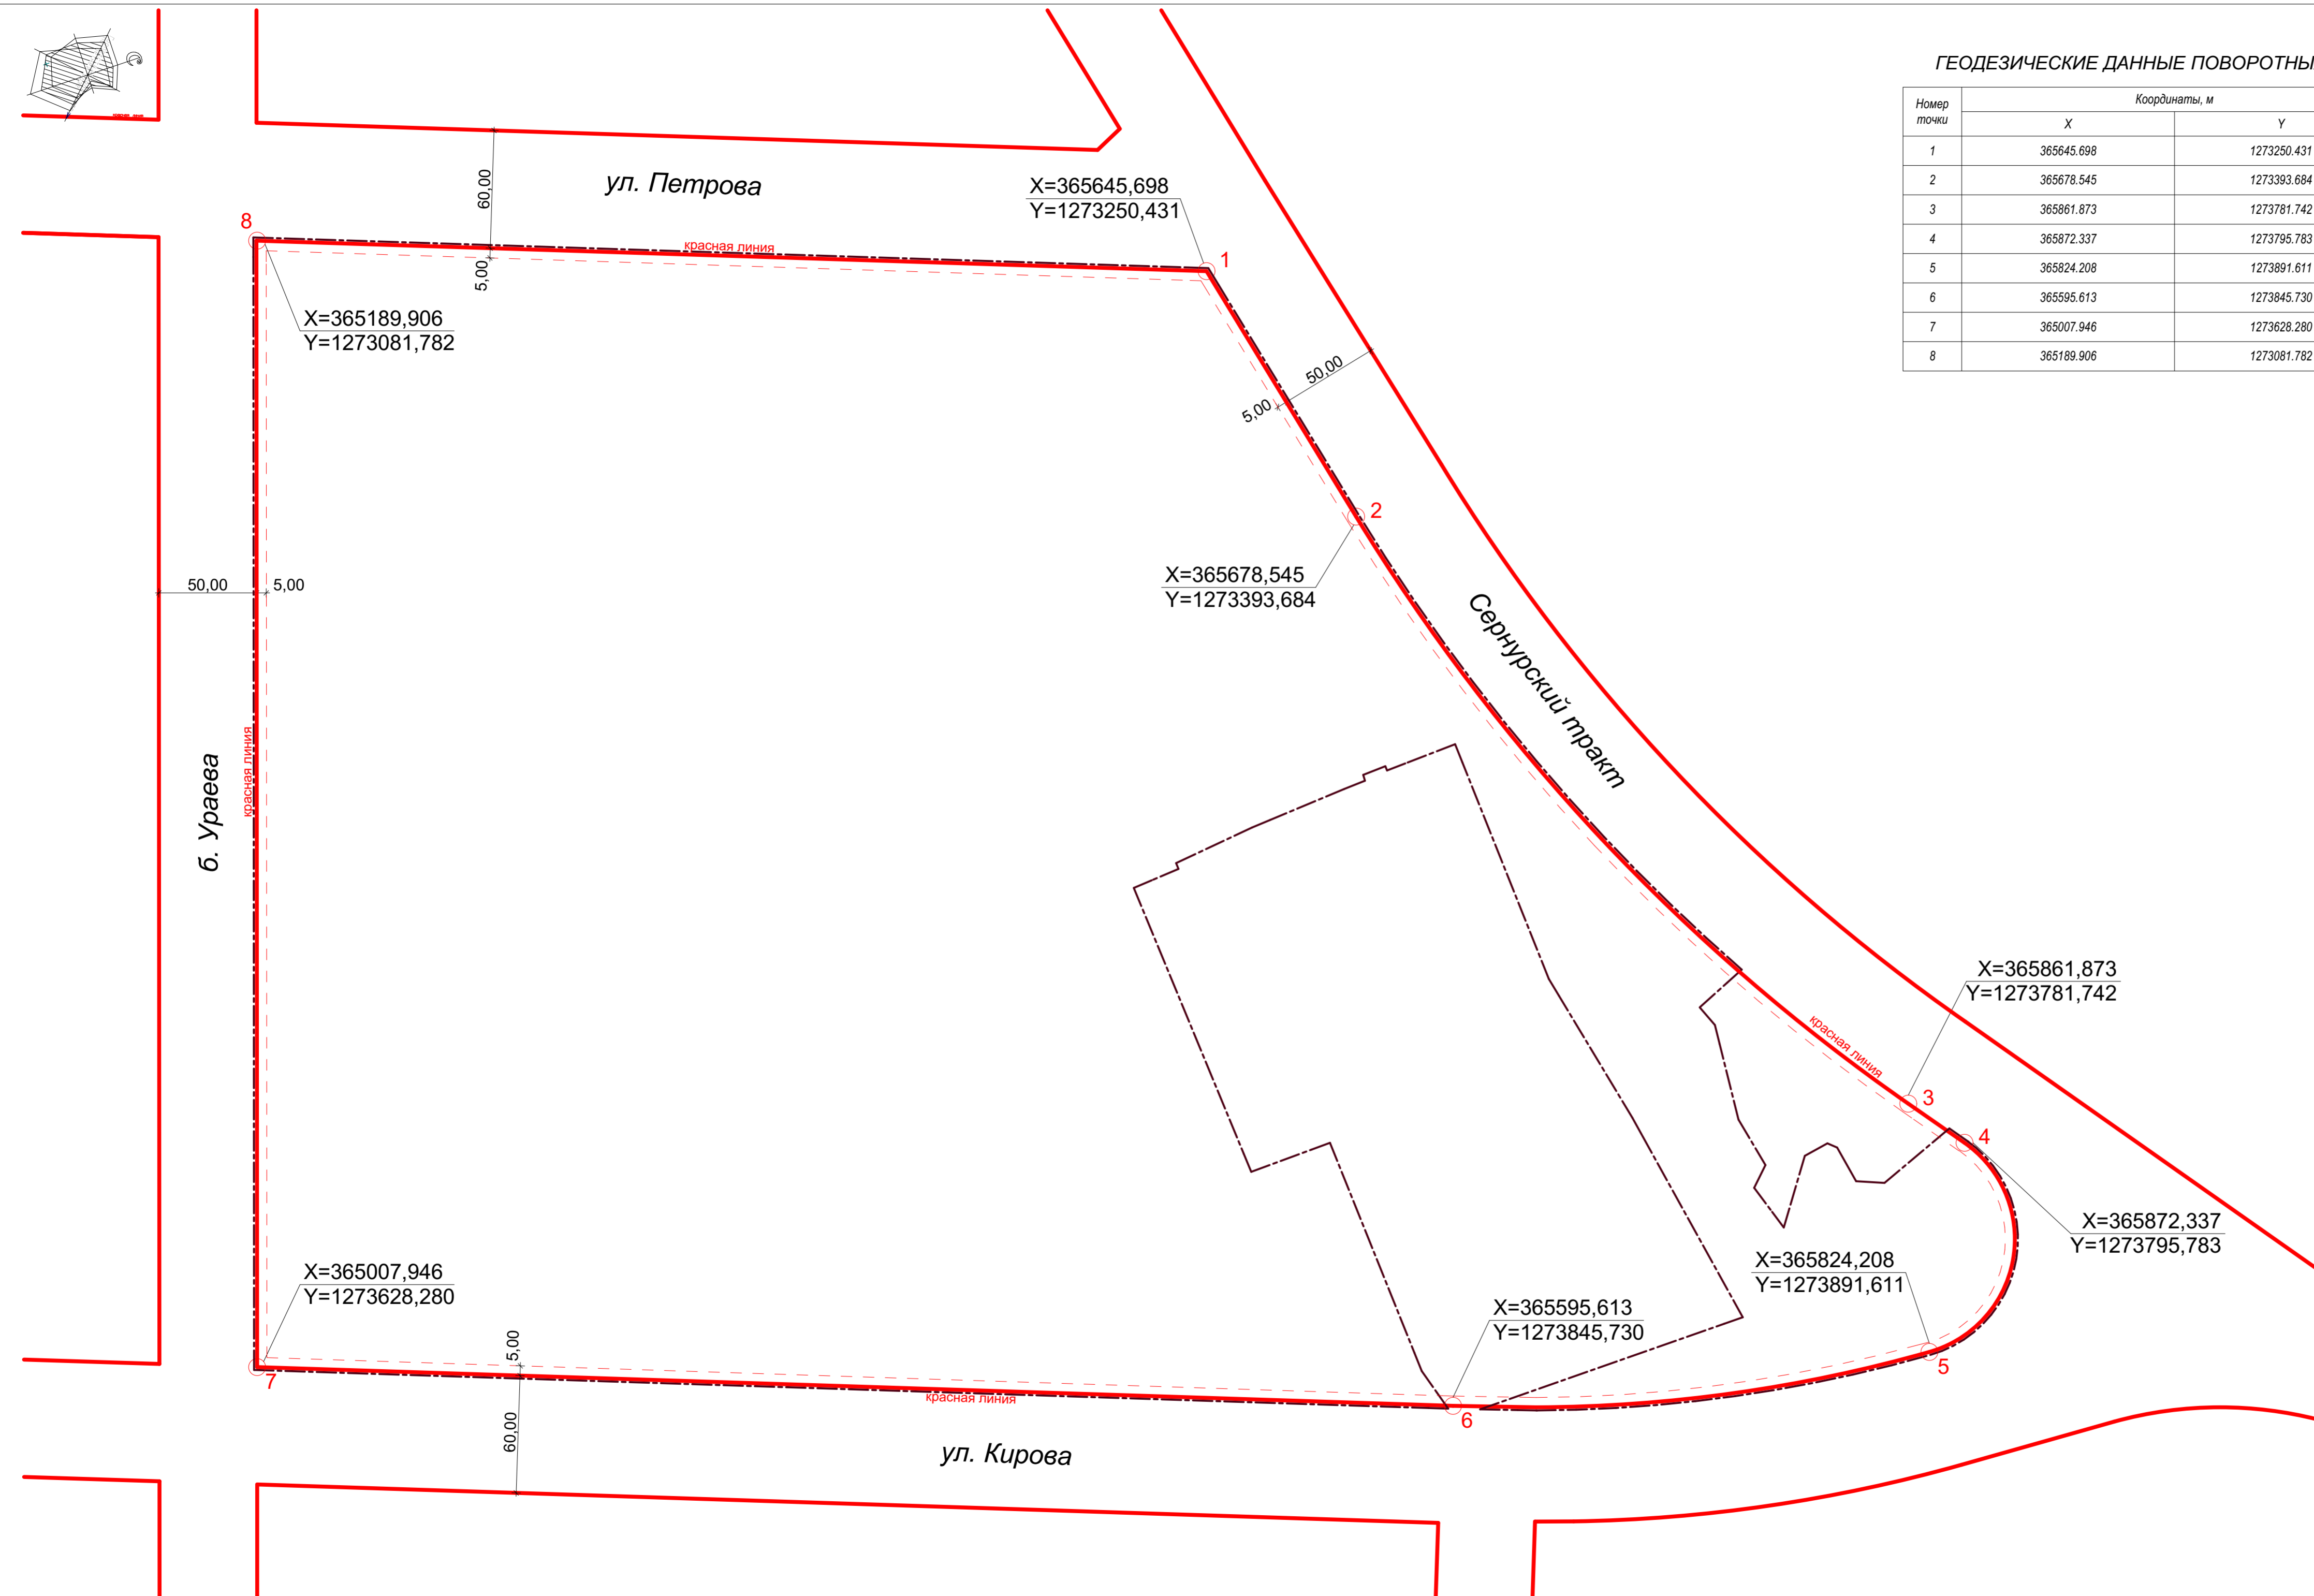 С
ГЕОДЕЗИЧЕСКИЕ ДАННЫЕ ПОВОРОТНЫ
Номер точки
Координаты, м
X Y
1 365645.698 1273250.431
2 365678.545 1273393.684
3 365861.873 1273781.742
4 365872.337 1273795.783
5 365824.208 1273891.611
6 365595.613 1273845.730
7 365007.946 1273628.280
8 365189.906 1273081.782
красная линия
60,00
ул. Петрова
X=365645,698
Y=1273250,431
8
красная линия
1
5,00
X=365189,906
Y=1273081,782
50,00
5,00
2
X=365678,545
Y=1273393,684
50,00
5,00
Сернурский тракт
б. Ураева
красная линия
X=365861,873
Y=1273781,742
красная линия
3
4
X=365872,337
Y=1273795,783
X=365824,208
Y=1273891,611
X=365007,946
Y=1273628,280
X=365595,613
Y=1273845,730
5,00
5
7
красная линия
6
60,00
ул. Кирова